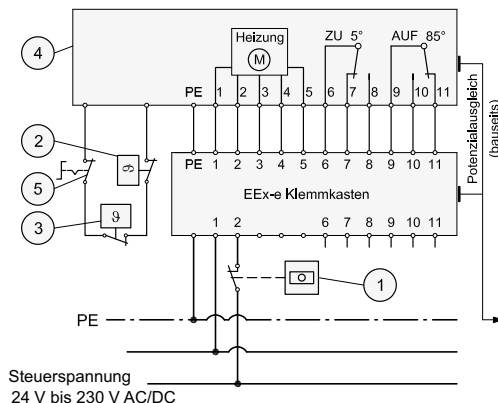 Heizung
M
ZU 5°
AUF 85°
4
PE 1 2 3 4 5 6 7 8 9 10 11
2
ϑ
5
3
ϑ
PE 1 2 3 4 5 6 7 8 9 10 11
EEx-e Klemmkasten
1 2 6 7 8 9 10 11
Potenzialausgleich
(bauseits)
1
PE
Steuerspannung
24 V bis 230 V AC/DC